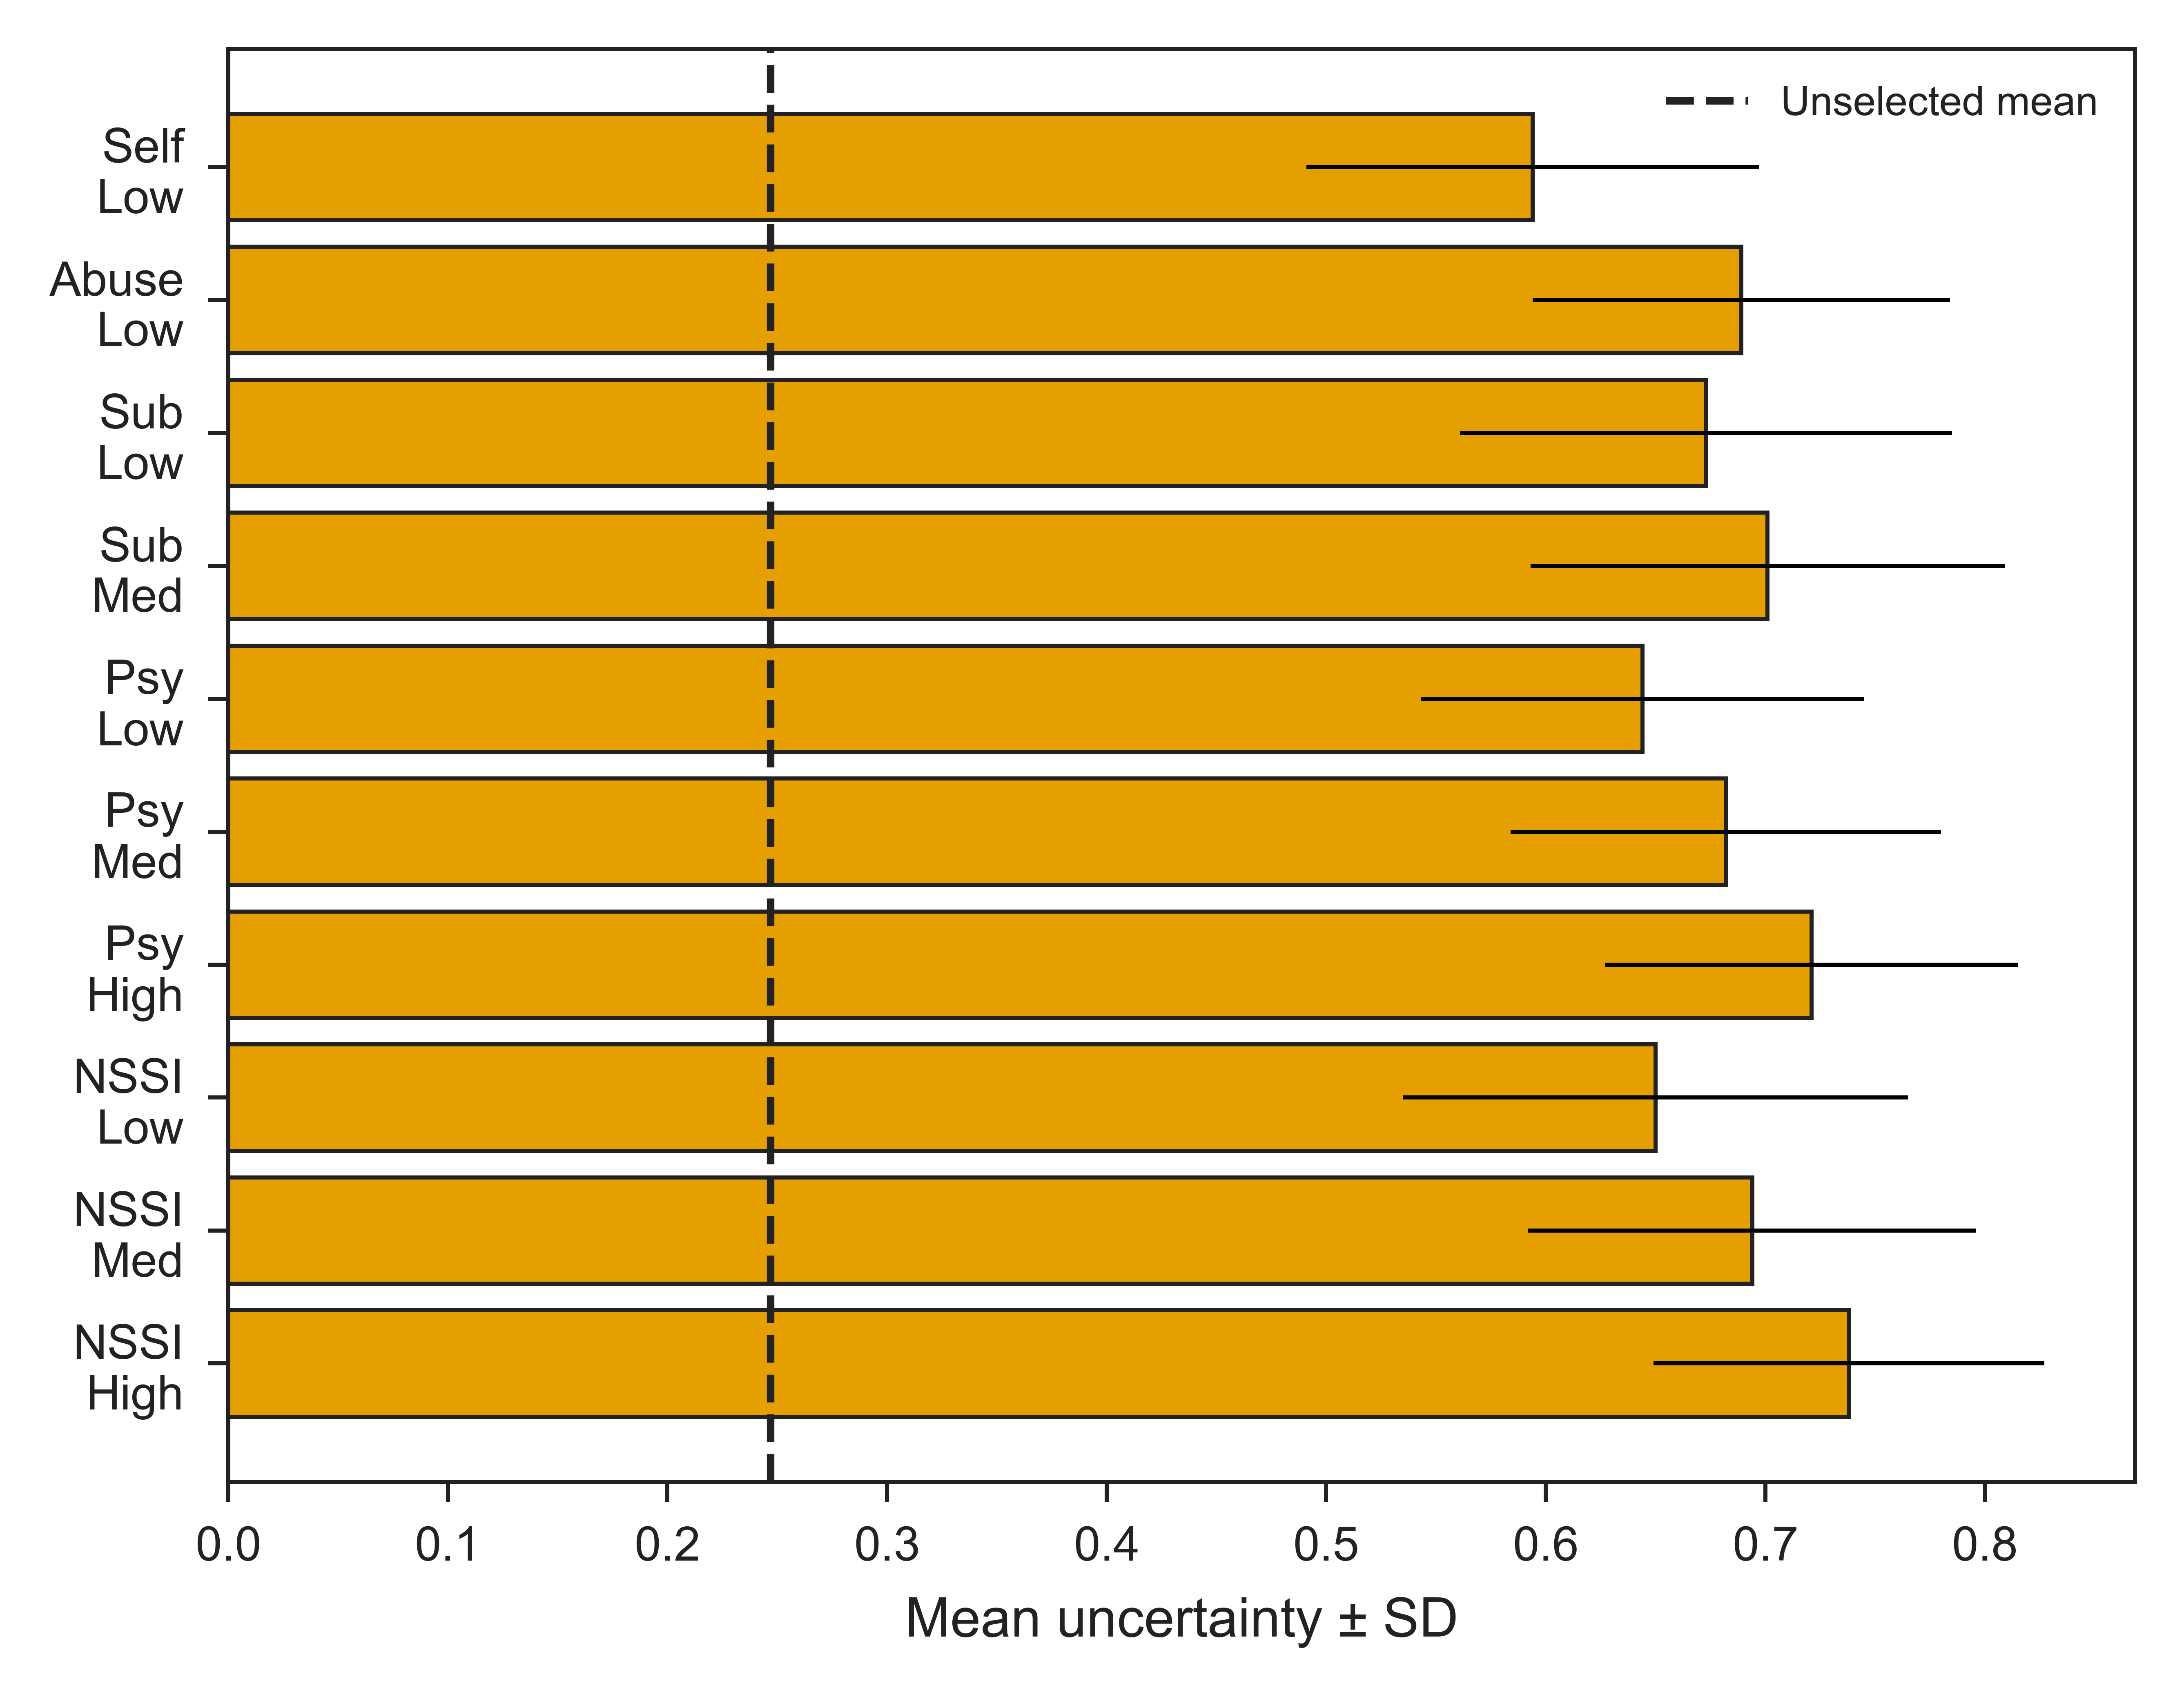 Unselected mean
Self
Low
Abuse
Low
Sub
Low
Sub
Med
Psy
Low
Psy
Med
Psy
High
NSSI
Low
NSSI
Med
NSSI
High
0.0 0.1 0.2 0.3 0.4 0.5 0.6 0.7 0.8
Mean uncertainty ± SD